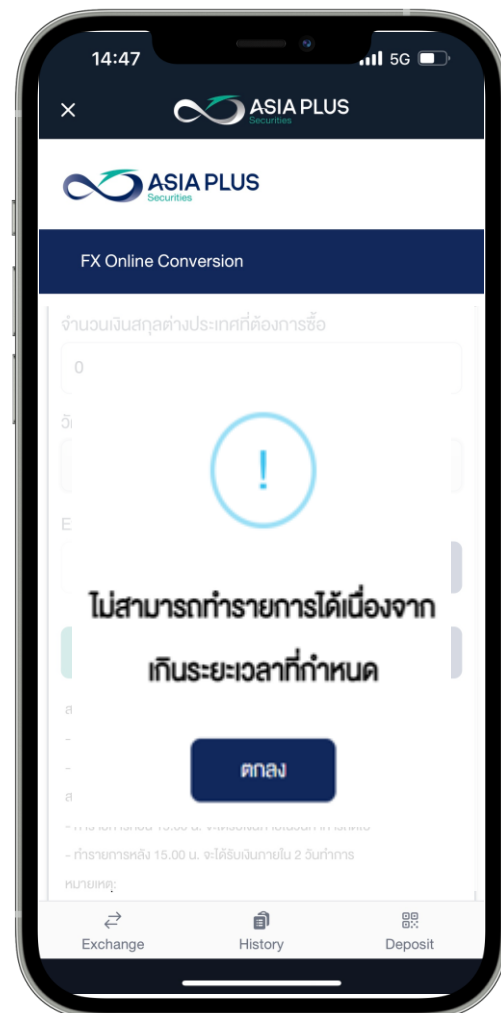 14:47
5G
ASIA PLUS
Securities
ASIA PLUS
Securities
FX Online Conversion
จำนวนเงินสกุลต่างประเทศที่ต้องการซื้อ
0
E
ไม่สามารถทำรายการได้เนื่องจาก
เกินระยะเวลาที่กำหนด
ตกลง
ส
-
-
ส
- ทำรายการหลัง 15.00 น. จะได้รับเงินภายใน 2 วันทำการ
หมายเหตุ:
Exchange
History
Deposit